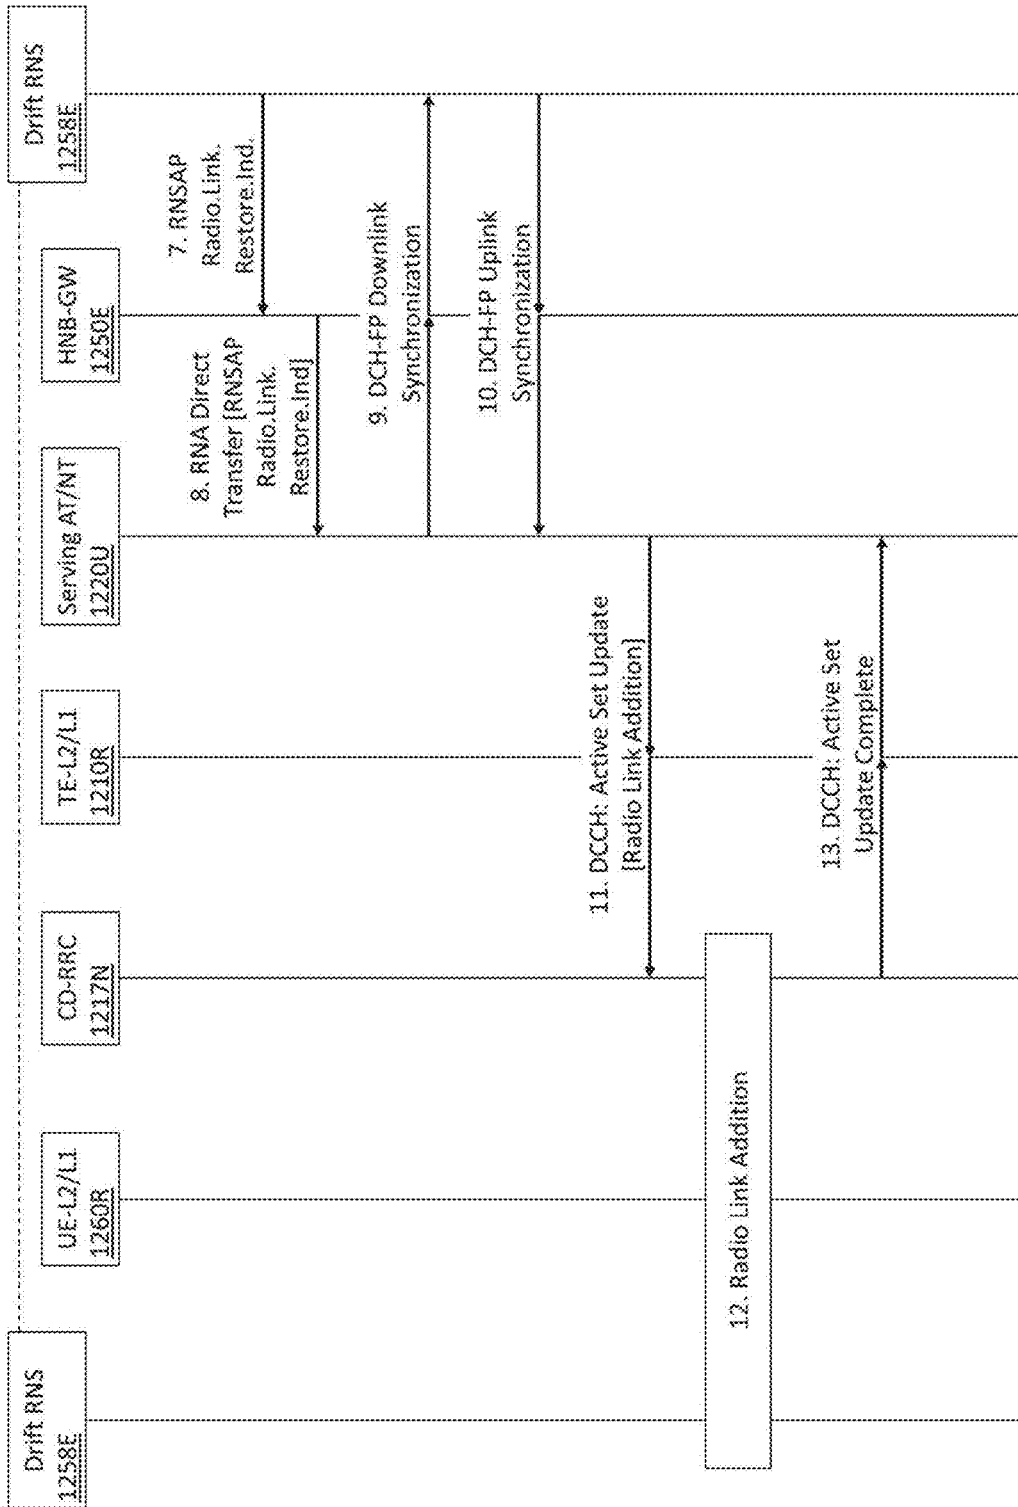 Drift RNS
1258E
UE-L2/L1
1260R
CD-RRC
1217N
TE-L2/L1
1210R
Serving AT/NT
1220U
HNB-GW
1250E
Drift RNS
1258E
7. RNSAP
Radio.Link.
Restore.Ind.
8. RNA Direct
Transfer [RNSAP
Radio.Link.
Restore.Ind]
9. DCH-FP Downlink
Synchronization
10. DCH-FP Uplink
Synchronization
11. DCCH: Active Set Update
[Radio Link Addition]
12. Radio Link Addition
13. DCCH: Active Set
Update Complete